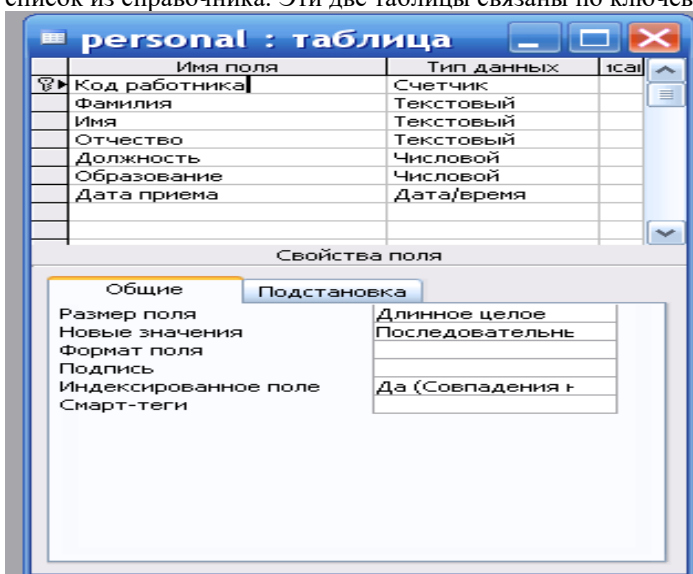 список из справочника. Эти две таблицы связаны по ключев
personal : таблица
Имя поля Тип данных
Код работника Счетчик
Фамилия Текстовый
Имя Текстовый
Отчество Текстовый
Должность Числовой
Образование Числовой
Дата приема Дата/время
Свойства поля
Общие Подстановка
Размер поля Длинное целое
Новые значения Последовательнь
Формат поля
Подпись
Индексированное поле Да (Совпадения н
Смарт-теги